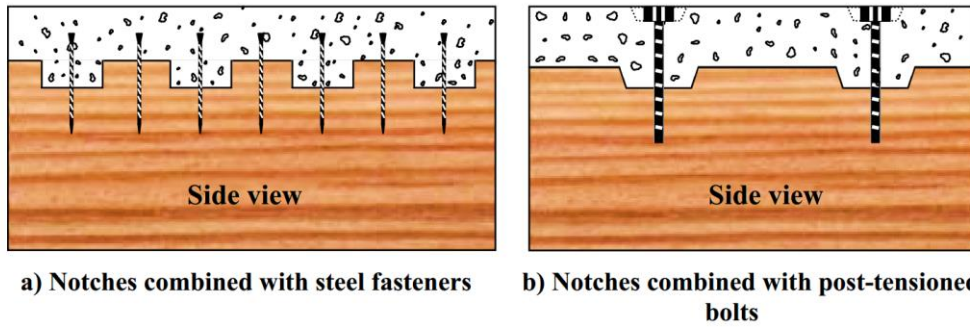 Side view
Side view
a) Notches combined with steel fasteners
b) Notches combined with post-tensioned
bolts